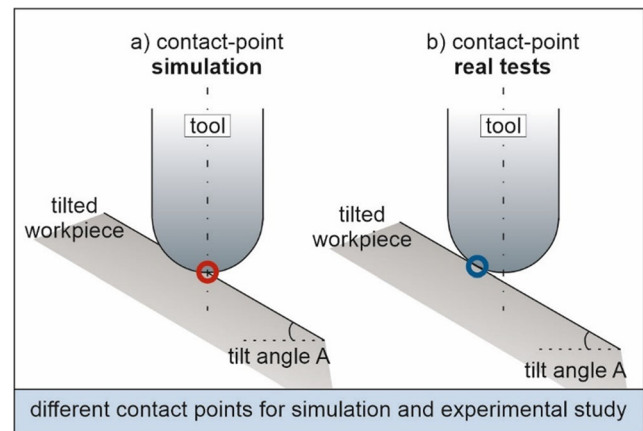 a) contact-point
simulation
tool
tilted
workpiece
tilt angle A
b) contact-point
real tests
tool
tilted
workpiece
tilt angle A
different contact points for simulation and experimental study